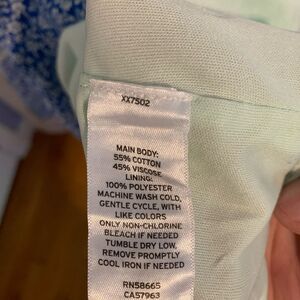 XX7S02
MAIN BODY:
55% COTTON
45% VISCOSE
LINING:
100% POLYESTER
MACHINE WASH COLD,
GENTLE CYCLE, WITH
LIKE COLORS
ONLY NON-CHLORINE
BLEACH IF NEEDED
TUMBLE DRY LOW,
REMOVE PROMPTLY
COOL IRON IF NEEDED
RN58665
CA57963